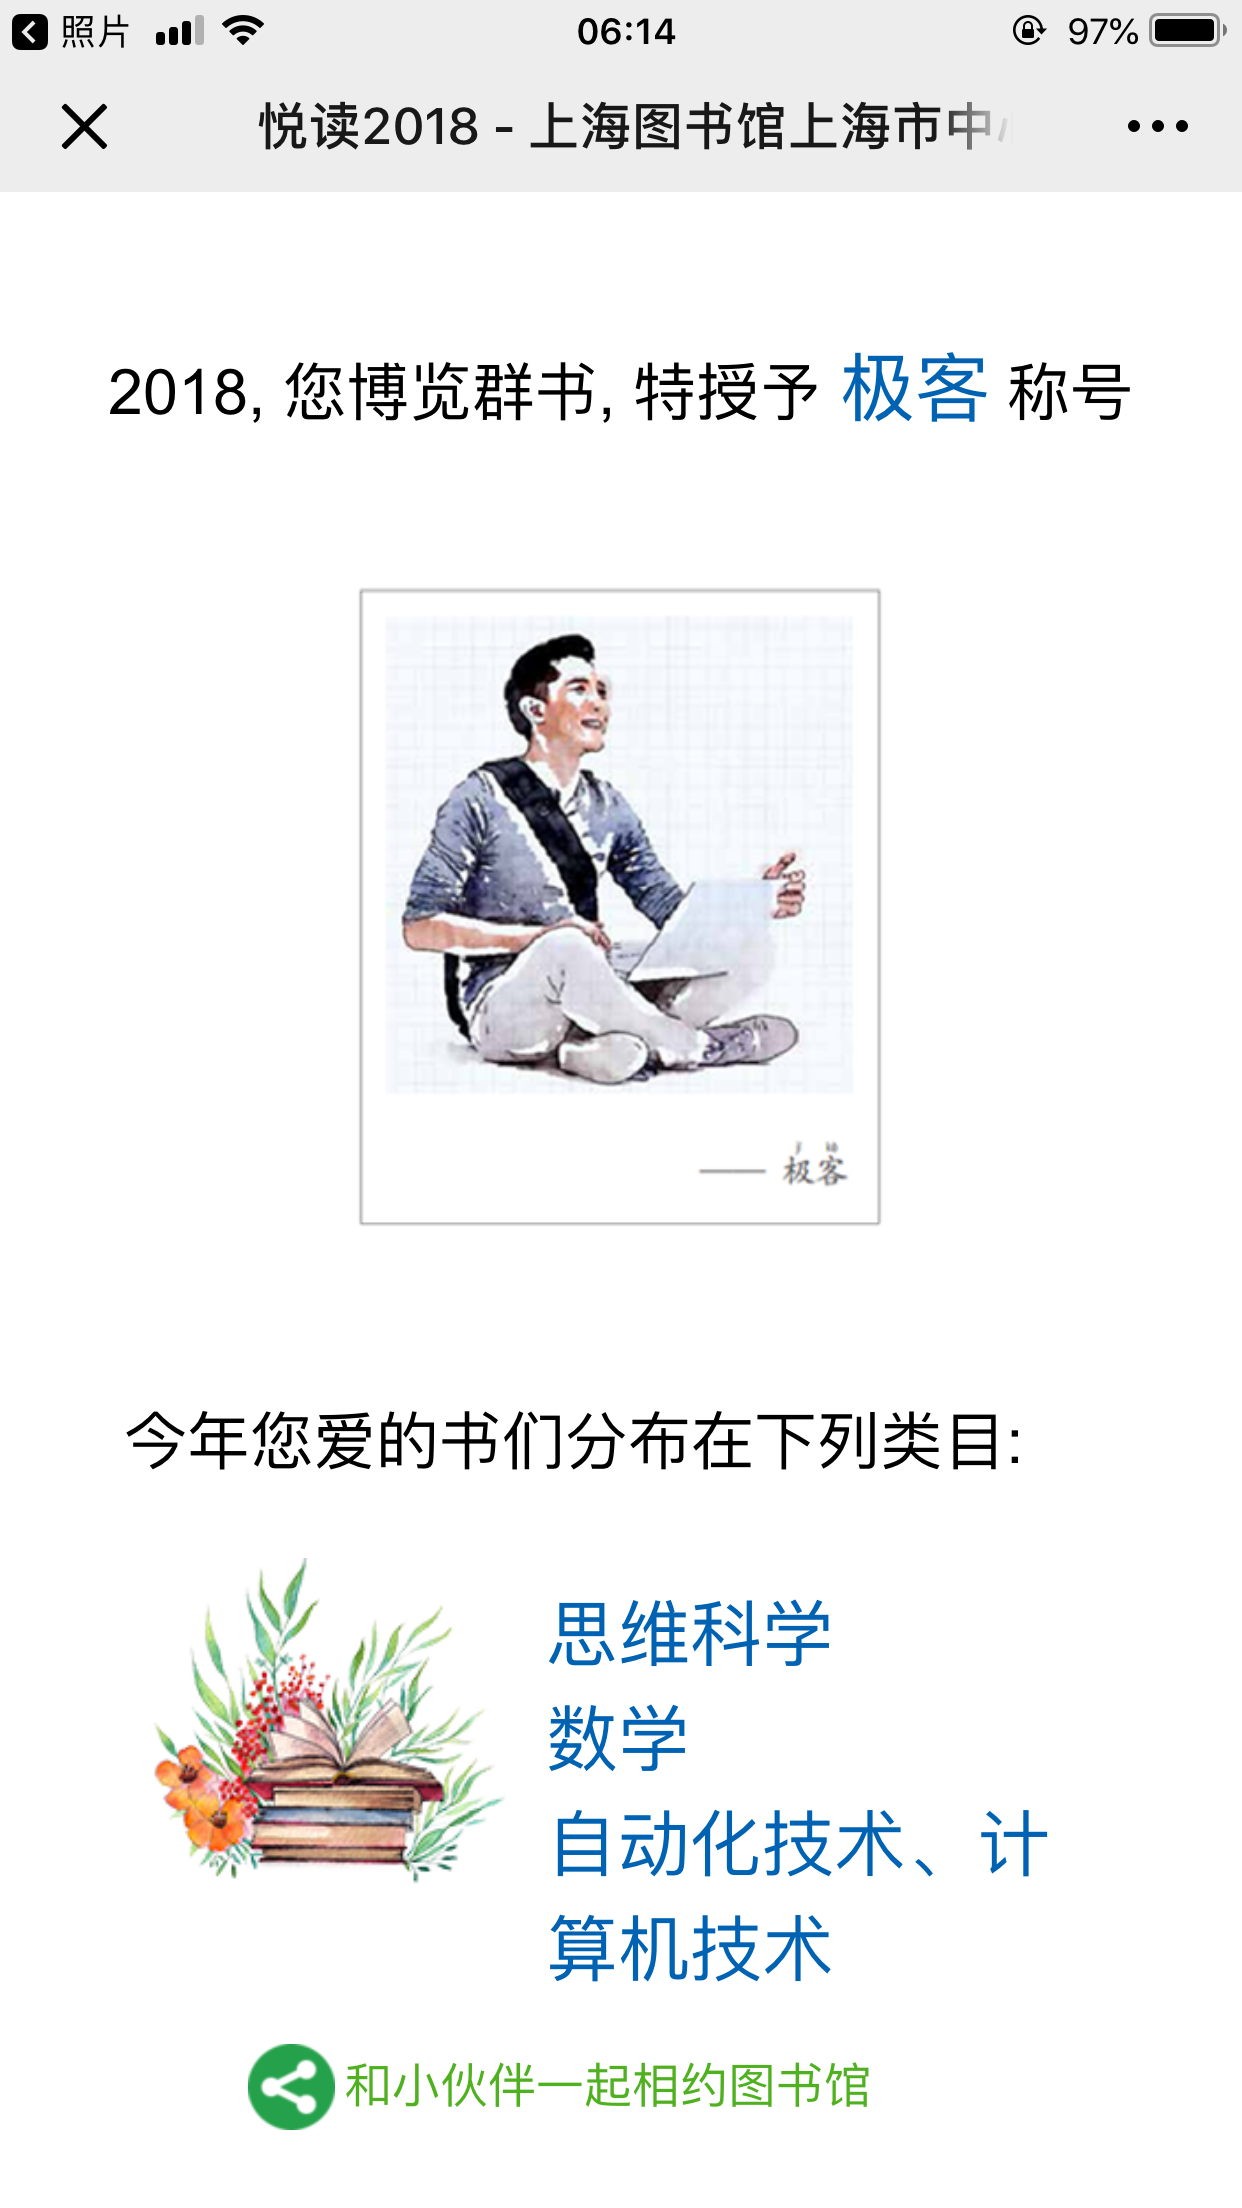 照片 06:14 97%
悦读2018 - 上海图书馆上海市中
2018, 您博览群书, 特授予 极客 称号
—— 极客
今年您爱的书们分布在下列类目:
思维科学
数学
自动化技术、计
算机技术
和小伙伴一起相约图书馆